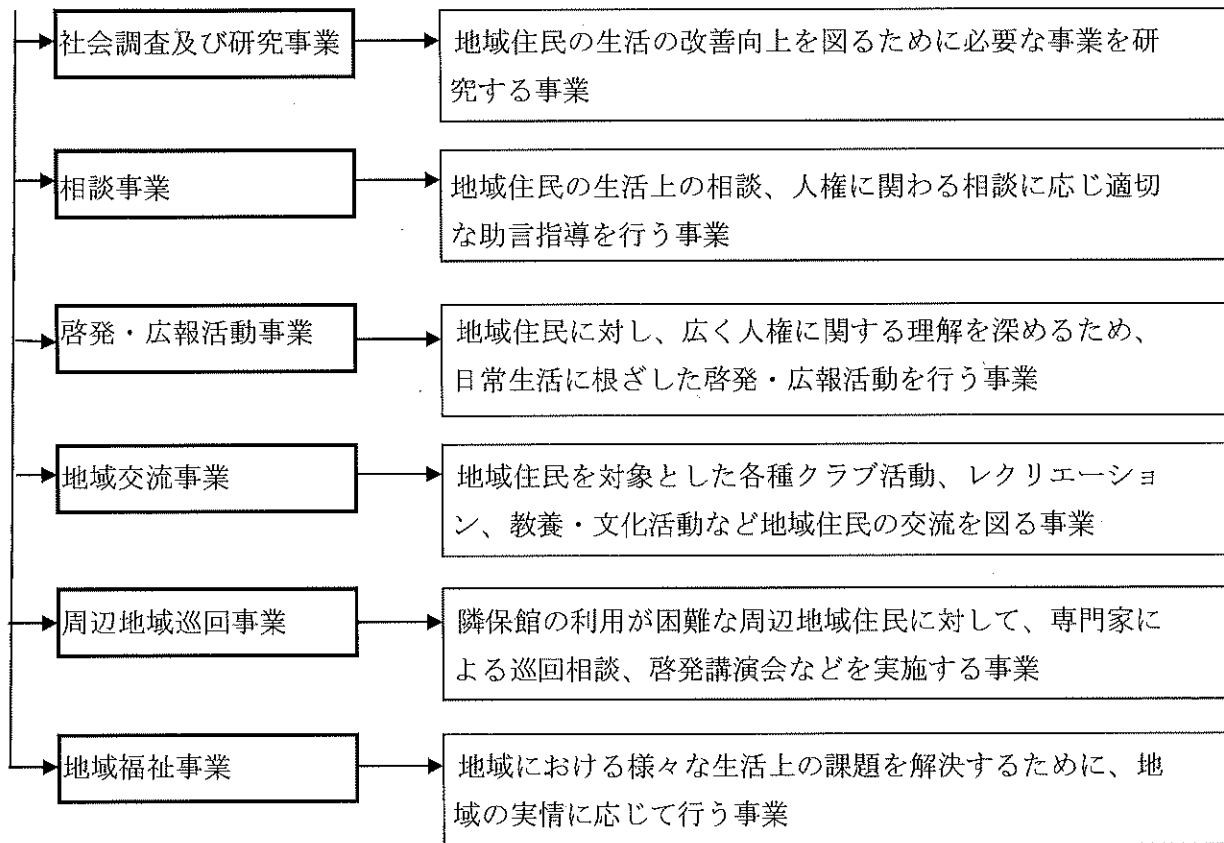 社会調査及び研究事業
地域住民の生活の改善向上を図るために必要な事業を研
究する事業
相談事業
地域住民の生活上の相談、人権に関わる相談に応じ適切
な助言指導を行う事業
啓発・広報活動事業
地域住民に対し、広く人権に関する理解を深めるため、
日常生活に根ざした啓発・広報活動を行う事業
地域交流事業
地域住民を対象とした各種クラブ活動、レクリエーショ
ン、教養・文化活動など地域住民の交流を図る事業
周辺地域巡回事業
隣保館の利用が困難な周辺地域住民に対して、専門家に
よる巡回相談、啓発講演会などを実施する事業
地域福祉事業
地域における様々な生活上の課題を解決するために、地
域の実情に応じて行う事業